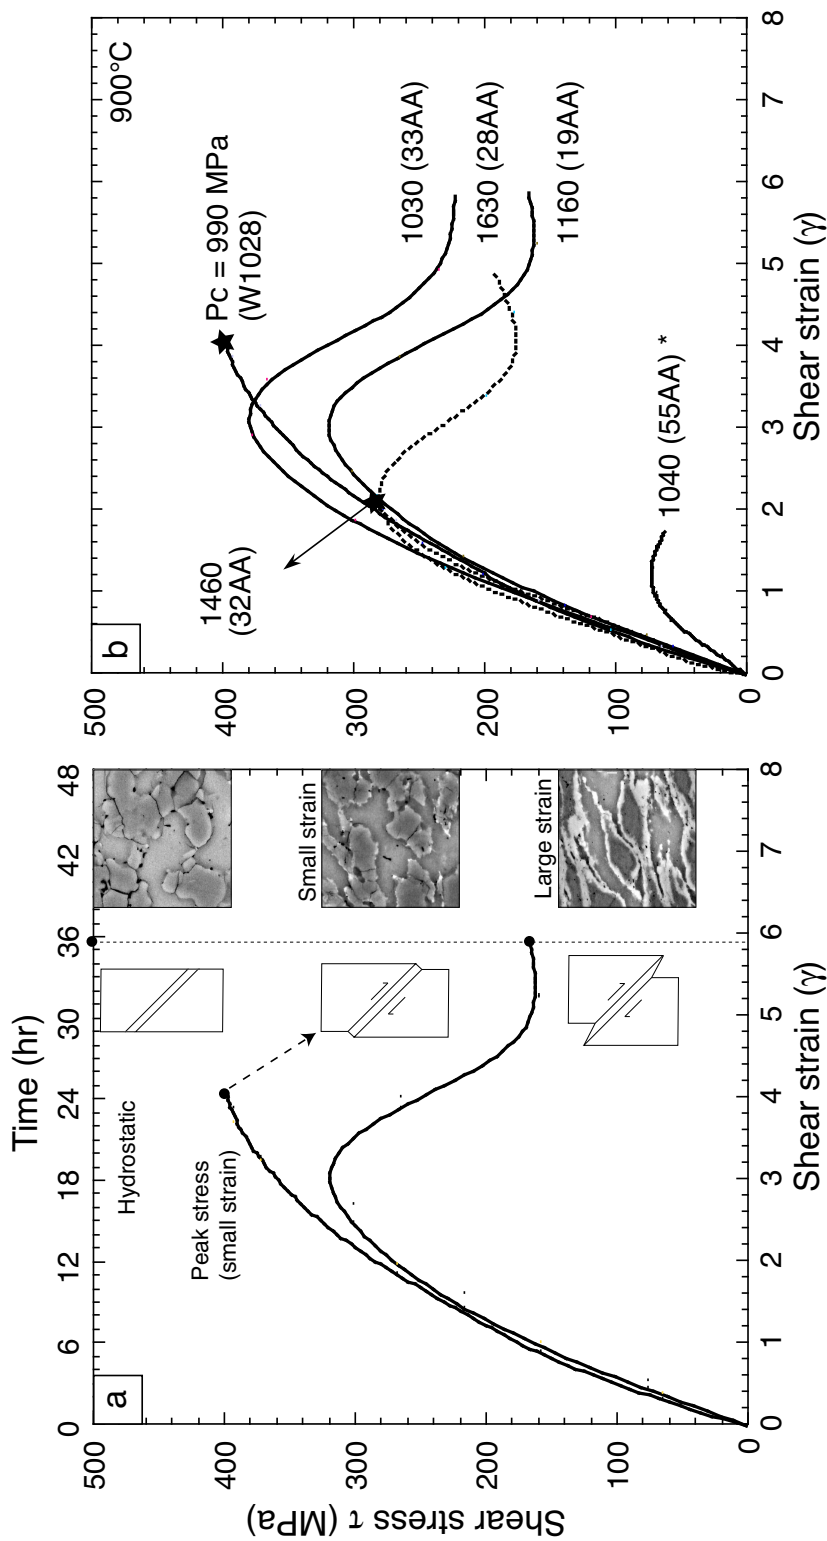 Time (hr)
0 6 12 18 24 30 36 42 48
a
500
400
300
200
100
0
Shear stress τ (MPa)
Hydrostatic
Peak stress
(small strain)
Small strain
Large strain
0 1 2 3 4 5 6 7 8
Shear strain (γ)
b
900°C
500
400
300
200
100
0
Pc = 990 MPa
(W1028)
1460
(32AA)
1030 (33AA)
1630 (28AA)
1160 (19AA)
1040 (55AA) *
0 1 2 3 4 5 6 7 8
Shear strain (γ)